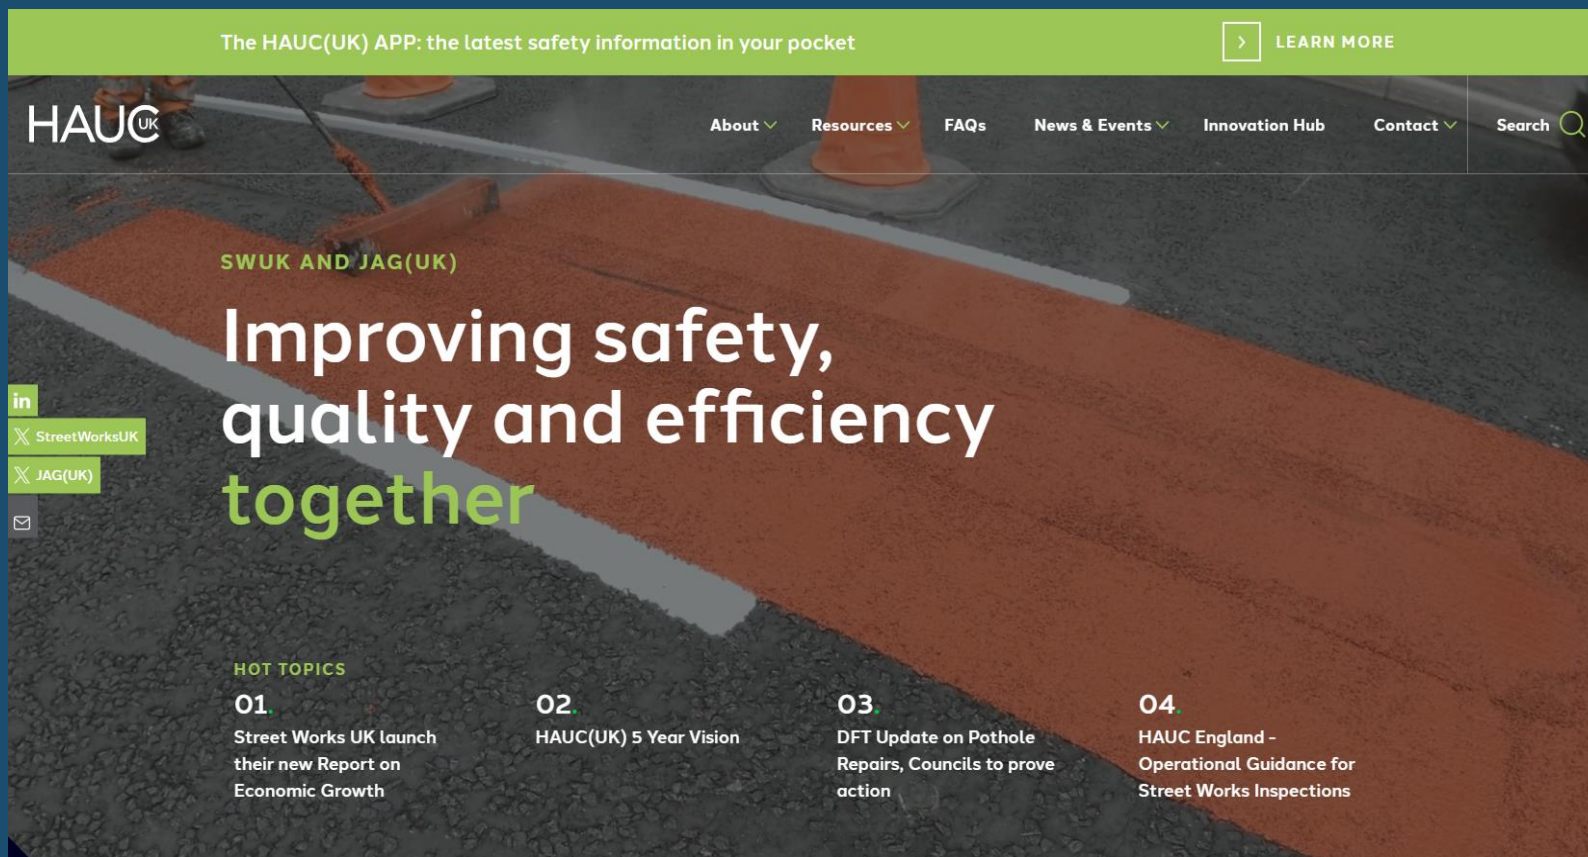 The HAUC(UK) APP: the latest safety information in your pocket
LEARN MORE
HAUC UK
About
Resources
FAQs
News & Events
Innovation Hub
Contact
Search
SWUK AND JAG(UK)
Improving safety,
quality and efficiency
together
in
X StreetWorksUK
X JAG(UK)
HOT TOPICS
01.
Street Works UK launch
their new Report on
Economic Growth
02.
HAUC(UK) 5 Year Vision
03.
DFT Update on Pothole
Repairs, Councils to prove
action
04.
HAUC England -
Operational Guidance for
Street Works Inspections